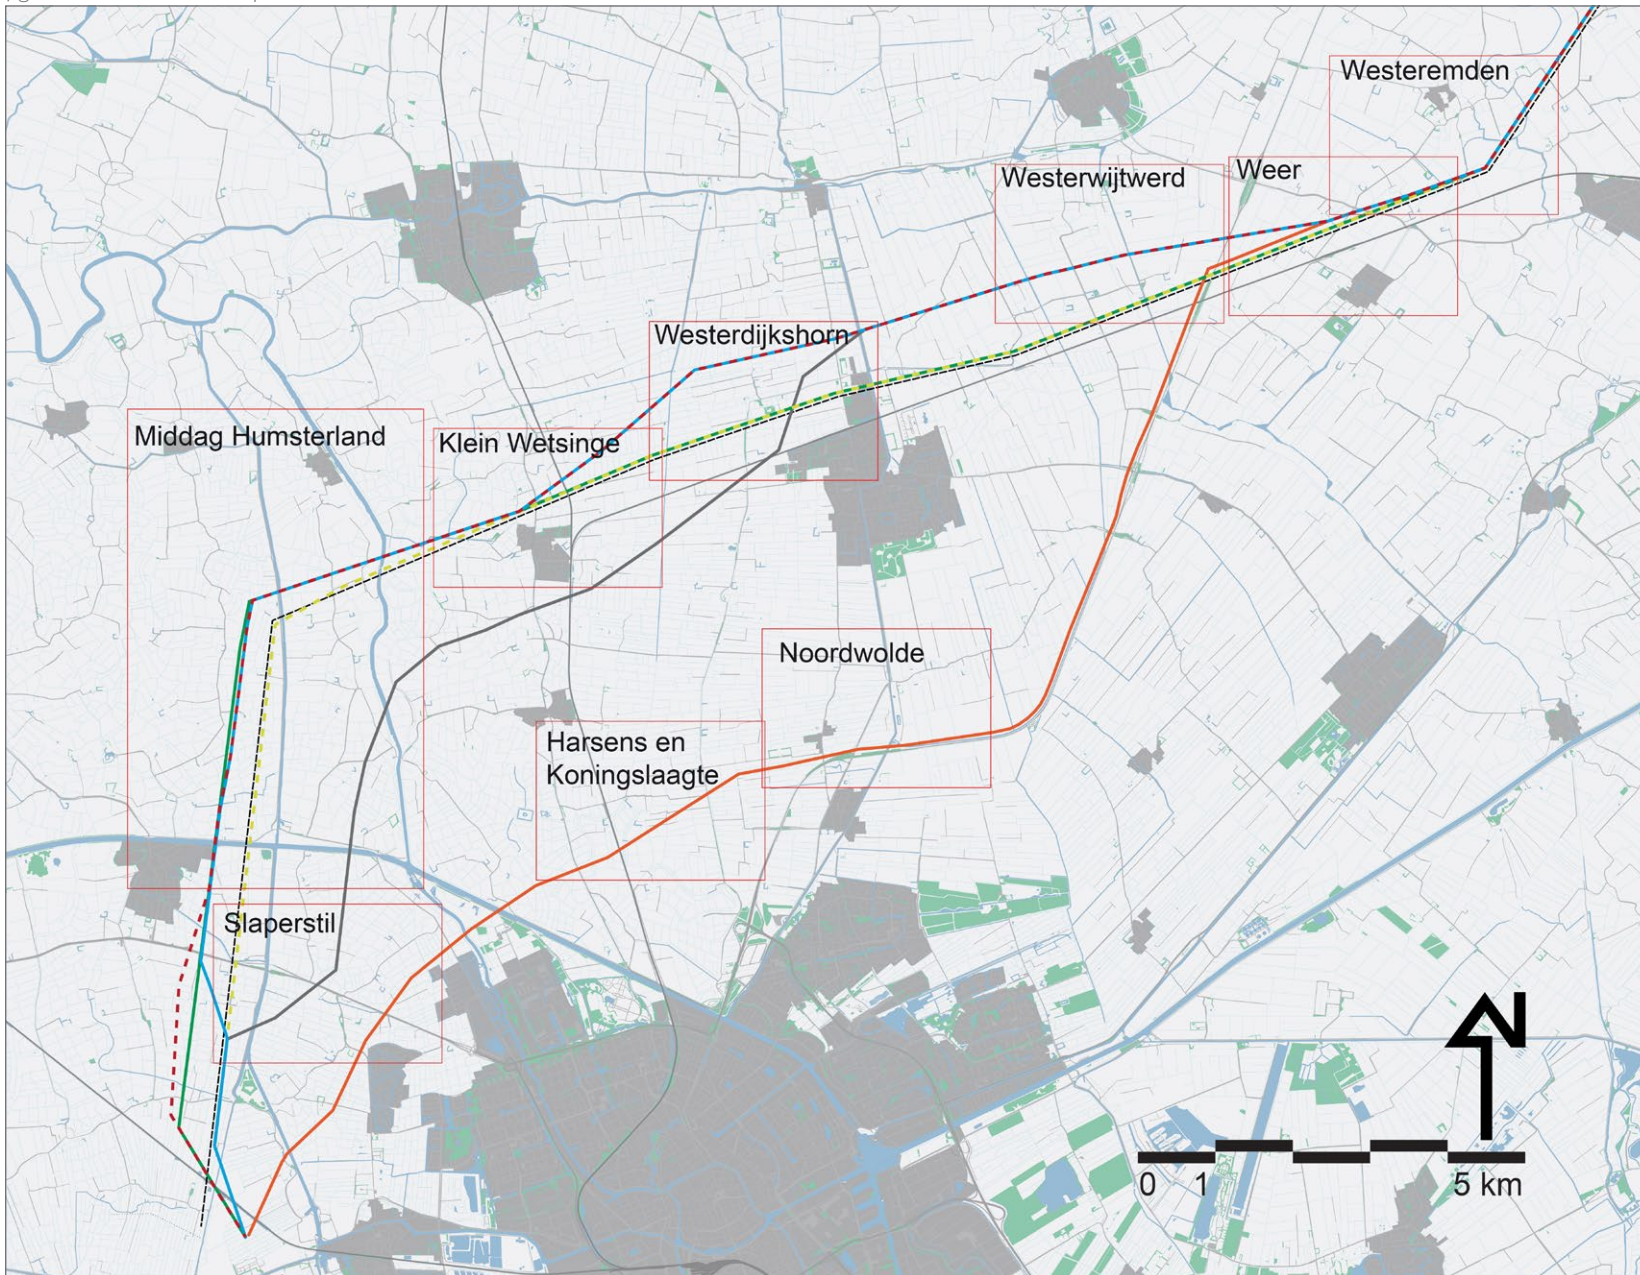 Westeremden
Westerwijtwerd
Weer
Westerdijkshorn
Middag Humsterland
Klein Wetsinge
Noordwolde
Harsens en
Koningslaagte
Slaperstil
N
0 1 5 km